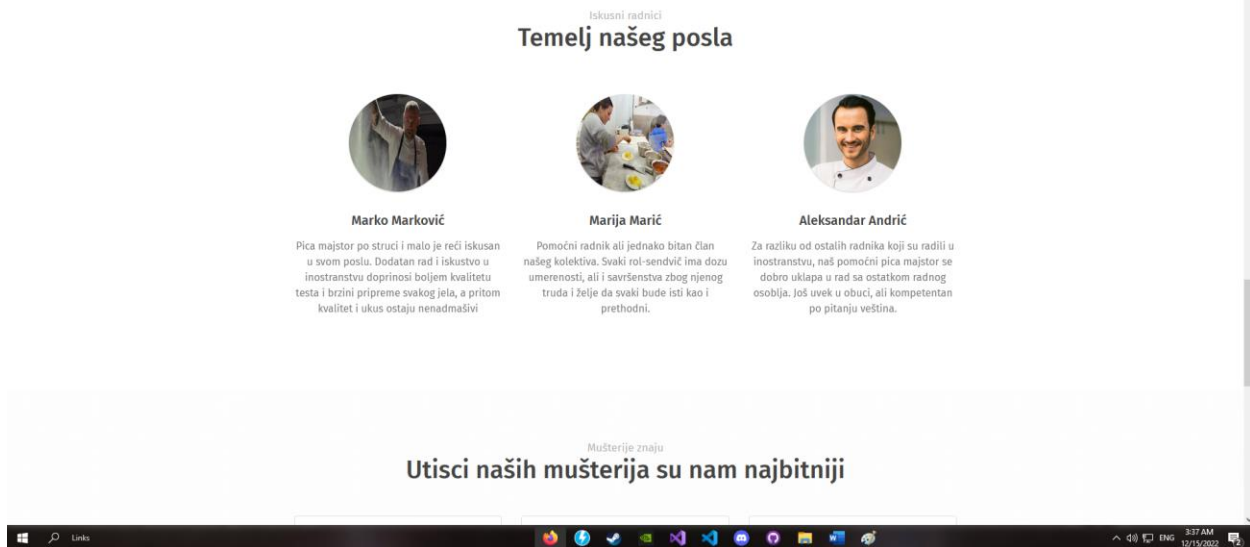 Iskusni radnici
Temelj našeg posla
Marko Marković
Pica majstor po struci i malo je reći iskusan
u svom poslu. Dodatan rad i iskustvo u
inostranstvu doprinosi boljem kvalitetu
testa i brzini pripreme svakog jela, a pritom
kvalitet i ukus ostaju nenadmašivi
Marija Marić
Pomoćni radnik ali jednako bitan član
našeg kolektiva. Svaki rol-sendvič ima dozu
umerenosti, ali i savršenstva zbog njenog
truda i želje da svaki bude isti kao i
prethodni.
Aleksandar Andrić
Za razliku od ostalih radnika koji su radili u
inostranstvu, naš pomoćni pica majstor se
dobro uklapa u rad sa ostatkom radnog
osoblja. Još uvek u obuci, ali kompetentan
po pitanju veština.
Mušterije znaju
Utisci naših mušterija su nam najbitniji
Links
ENG
3:37 AM
12/15/2022
2